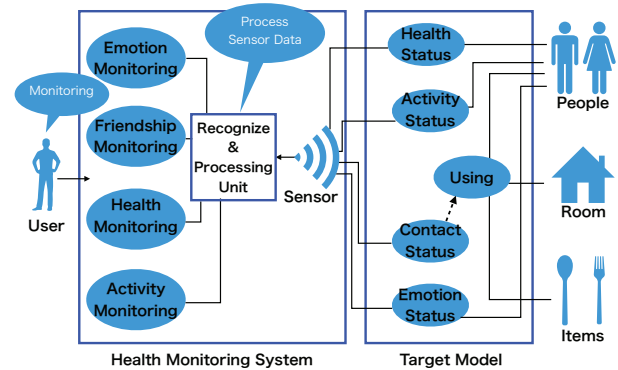 Process
Sensor Data
Emotion
Monitoring
Monitoring
Friendship
Monitoring
Recognize
&
Processing
Unit
Health
Monitoring
Activity
Monitoring
User
Sensor
Health
Status
Activity
Status
Using
Contact
Status
Emotion
Status
People
Room
Items
Health Monitoring System
Target Model